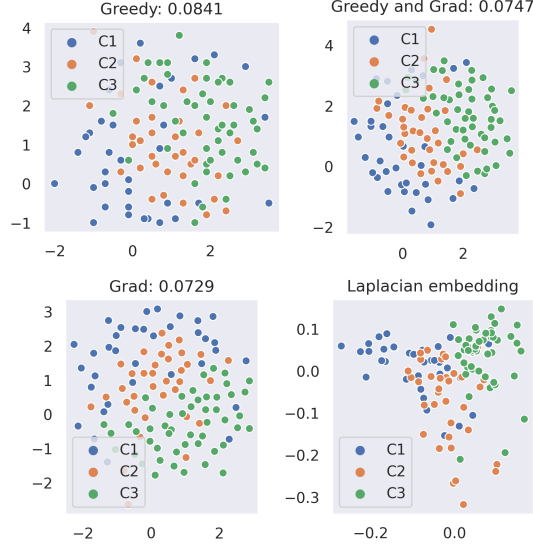 Greedy: 0.0841
4
3
2
1
0
−1
−2
0
2
C1
C2
C3
Greedy and Grad: 0.0747
4
2
0
−2
0
2
C1
C2
C3
Grad: 0.0729
3
2
1
0
−1
−2
−2
0
2
C1
C2
C3
Laplacian embedding
0.1
0.0
−0.1
−0.2
−0.3
−0.2
0.0
C1
C2
C3